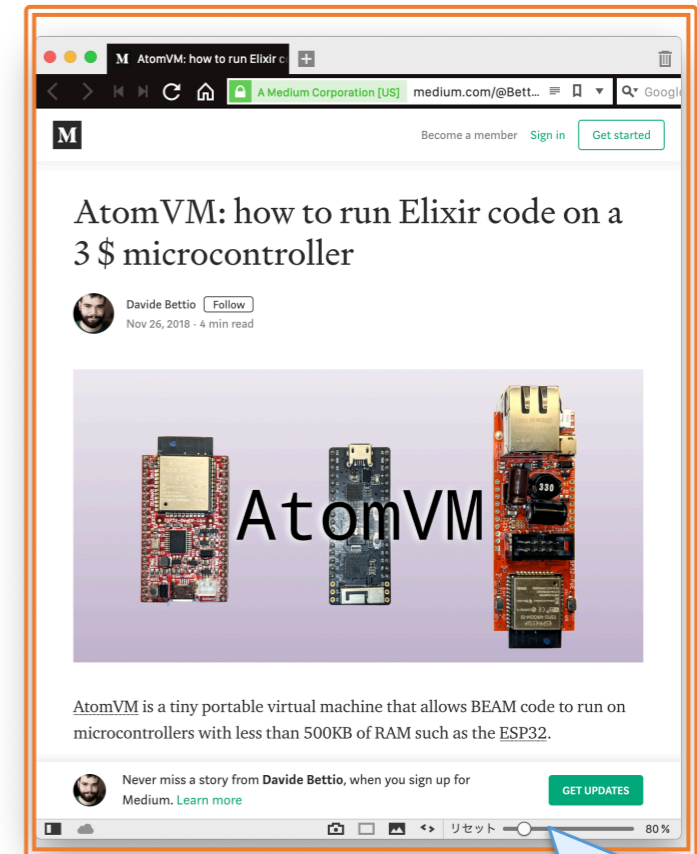 M AtomVM: how to run Elixir c
A Medium Corporation [US] medium.com/@Bett… Googl
M
Become a member Sign in Get started
AtomVM: how to run Elixir code on a
3 $ microcontroller
Davide Bettio Follow
Nov 26, 2018 · 4 min read
AtomVM
330
AtomVM is a tiny portable virtual machine that allows BEAM code to run on
microcontrollers with less than 500KB of RAM such as the ESP32.
Never miss a story from Davide Bettio, when you sign up for
Medium. Learn more
GET UPDATES
リセット 80 %